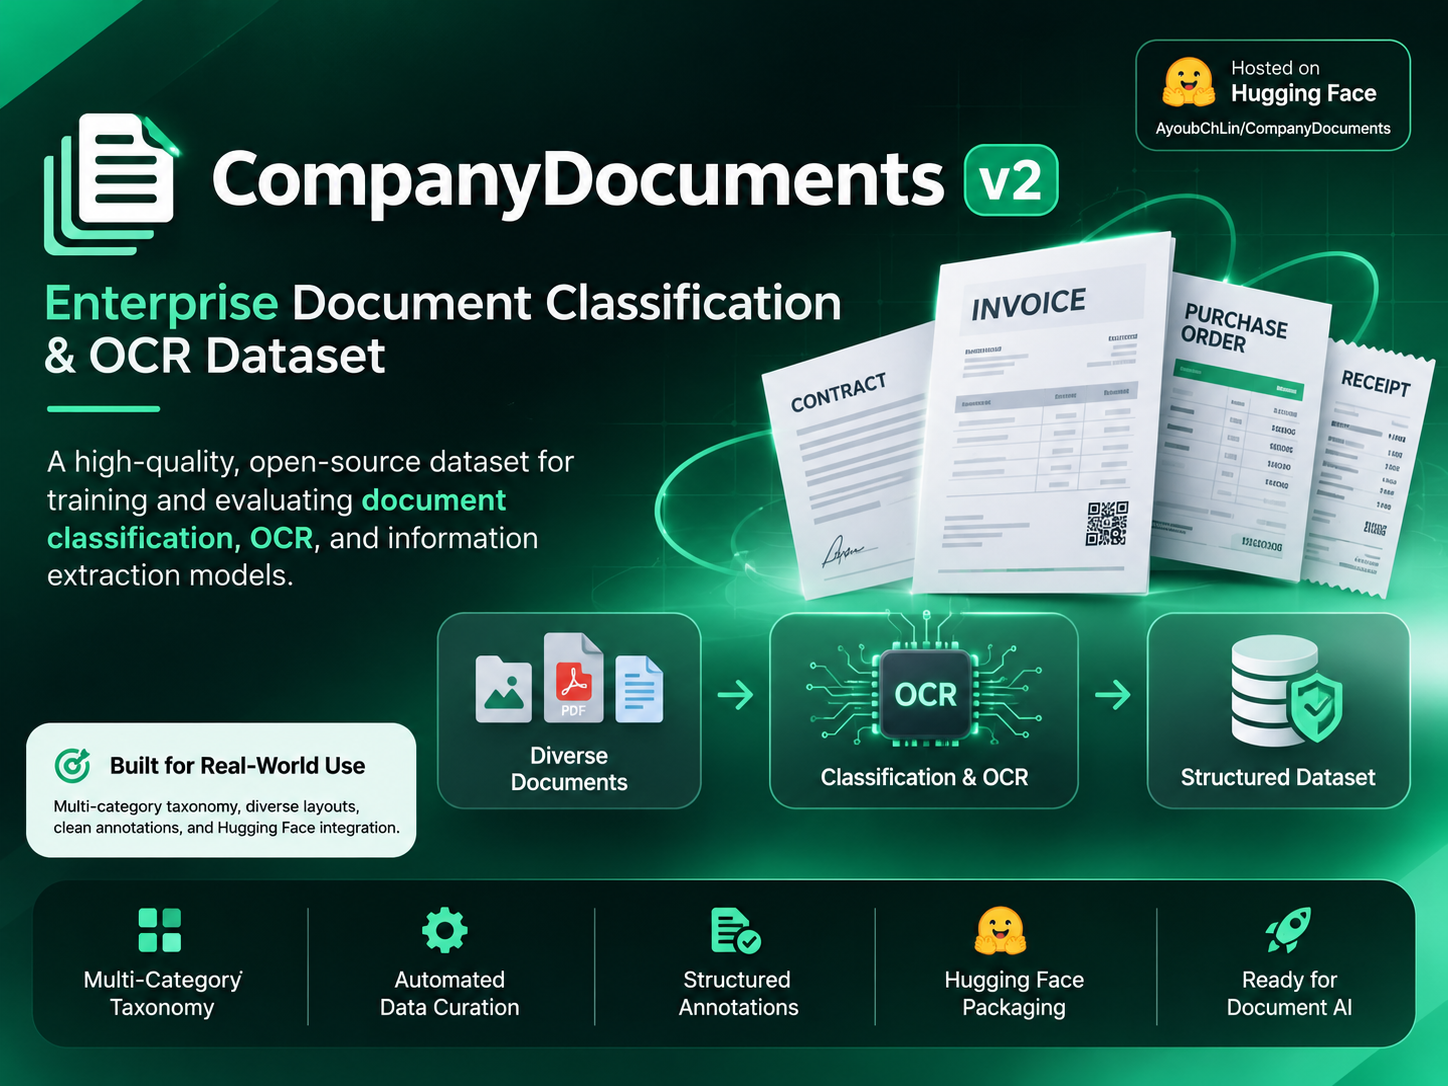 Hosted on
Hugging Face
AyoubChLin/CompanyDocuments
CompanyDocuments v2
Enterprise Document Classification
& OCR Dataset
A high-quality, open-source dataset for
training and evaluating document
classification, OCR, and information
extraction models.
CONTRACT
INVOICE
PURCHASE
ORDER
RECEIPT
PDF
Diverse
Documents
OCR
Classification & OCR
Structured Dataset
Built for Real-World Use
Multi-category taxonomy, diverse layouts,
clean annotations, and Hugging Face integration.
Multi-Category
Taxonomy
Automated
Data Curation
Structured
Annotations
Hugging Face
Packaging
Ready for
Document AI